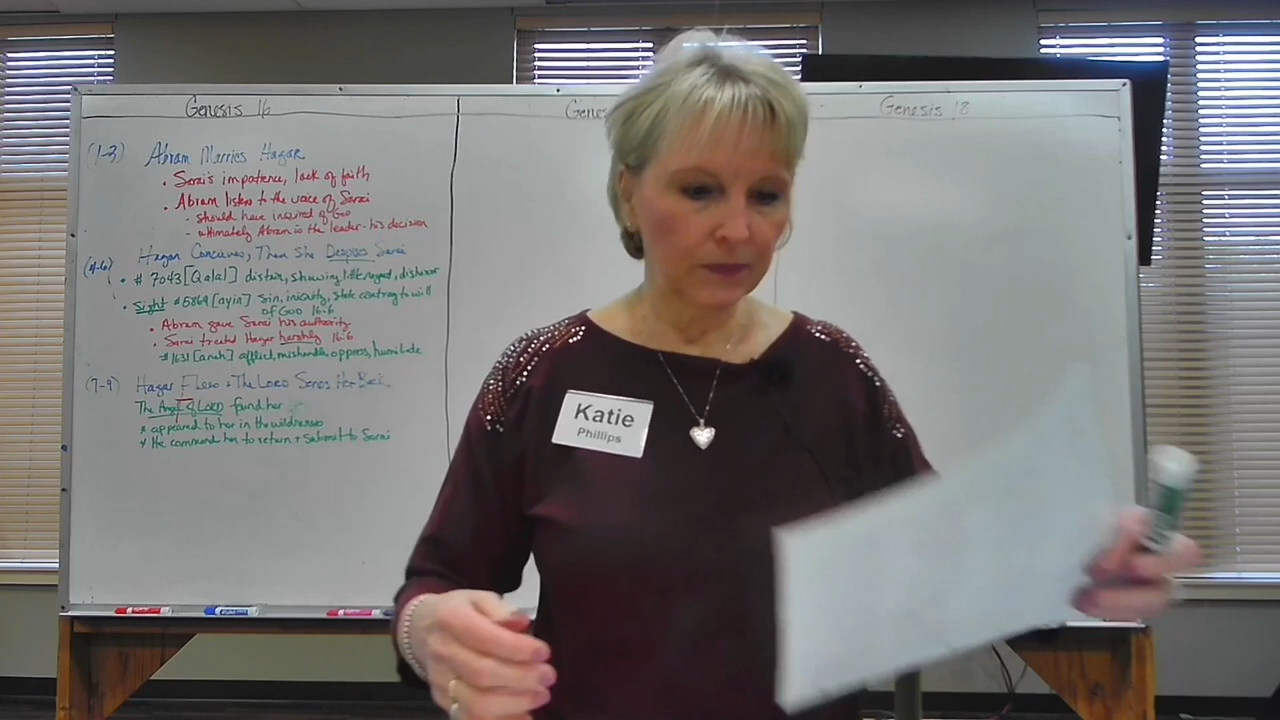 Genesis 16
(1-3) Abram Marries Hagar
• Sarai's impatience, lack of faith
• Abram listens to the voice of Sarai
- should have inquired of God
- ultimately Abram is the leader - his decision
(4-6) Hagar Conceives, Then She Despises Sarai
• # 7043 [Qalal] disdain, showing little regard, dishonor
• Sight #5869 [ayin] sin, iniquity, state contrary to will
of God 16:6
• Abram gave Sarai his authority
• Sarai treated Hagar harshly 16:6
[anah] afflict, mishandle, oppress, humiliate
(7-9) Hagar Flees + The LORD Sends Her Back
The Angel of LORD found her
* appeared to her in the wilderness
* He command her to return + submit to Sarai
Genes
Genesis 18
Katie
Phillips